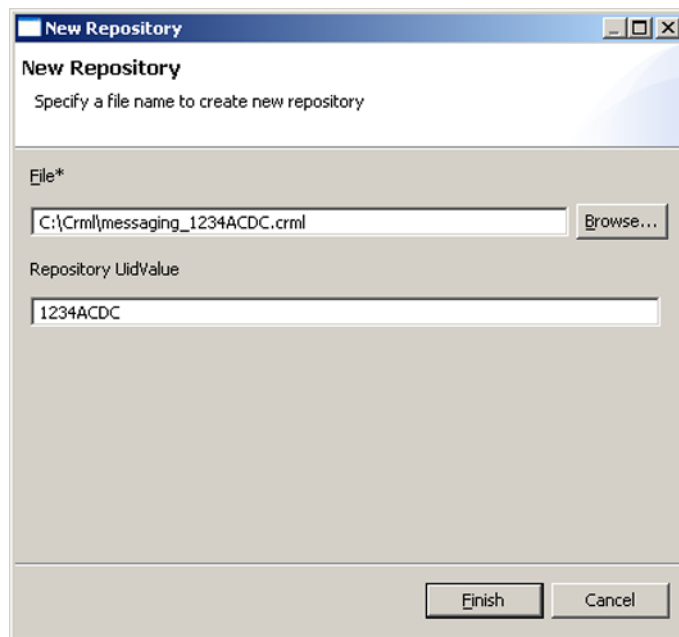 New Repository
New Repository
Specify a file name to create new repository
File*
C:\Crml\messaging_1234ACDC.crml
Browse...
Repository UidValue
1234ACDC
Finish
Cancel